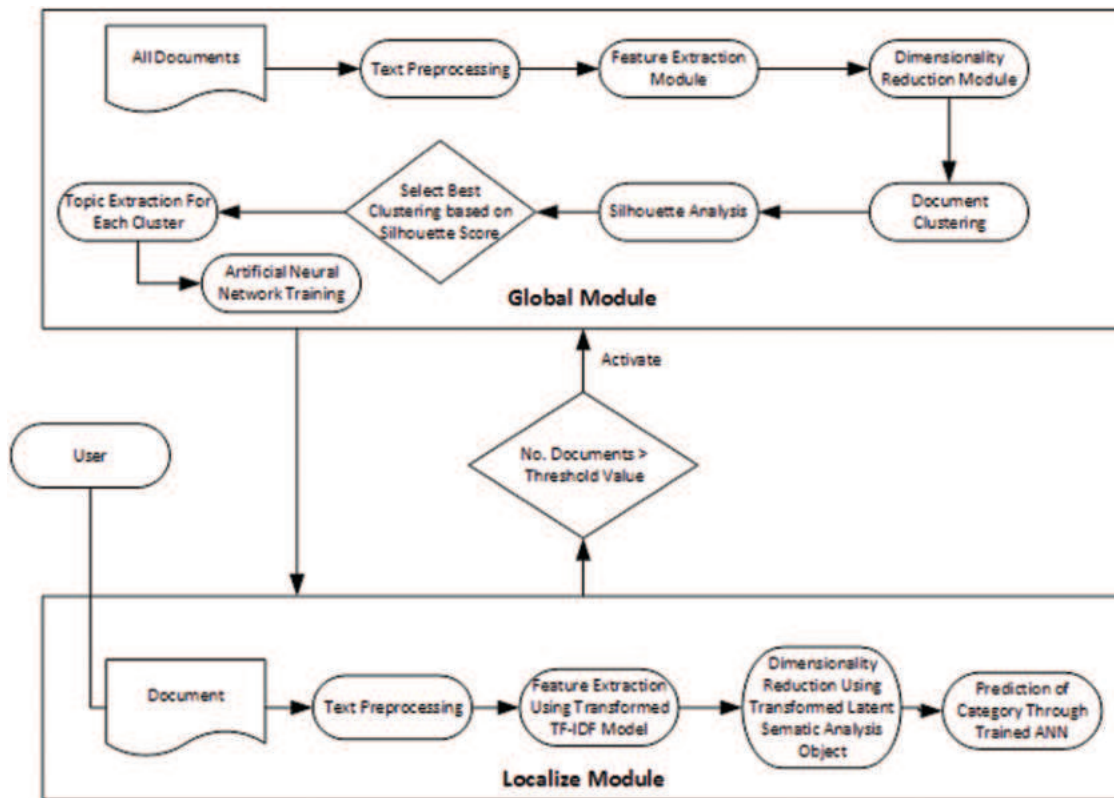 All Documents
Text Preprocessing
Feature Extraction
Module
Dimensionality
Reduction Module
Topic Extraction For
Each Cluster
Select Best
Clustering based on
Silhouette Score
Silhouette Analysis
Document
Clustering
Artificial Neural
Network Training
Global Module
Activate
User
No. Documents >
Threshold Value
Document
Text Preprocessing
Feature Extraction
Using Transformed
TF-IDF Model
Dimensionality
Reduction Using
Transformed Latent
Sematic Analysis
Object
Prediction of
Category Through
Trained ANN
Localize Module